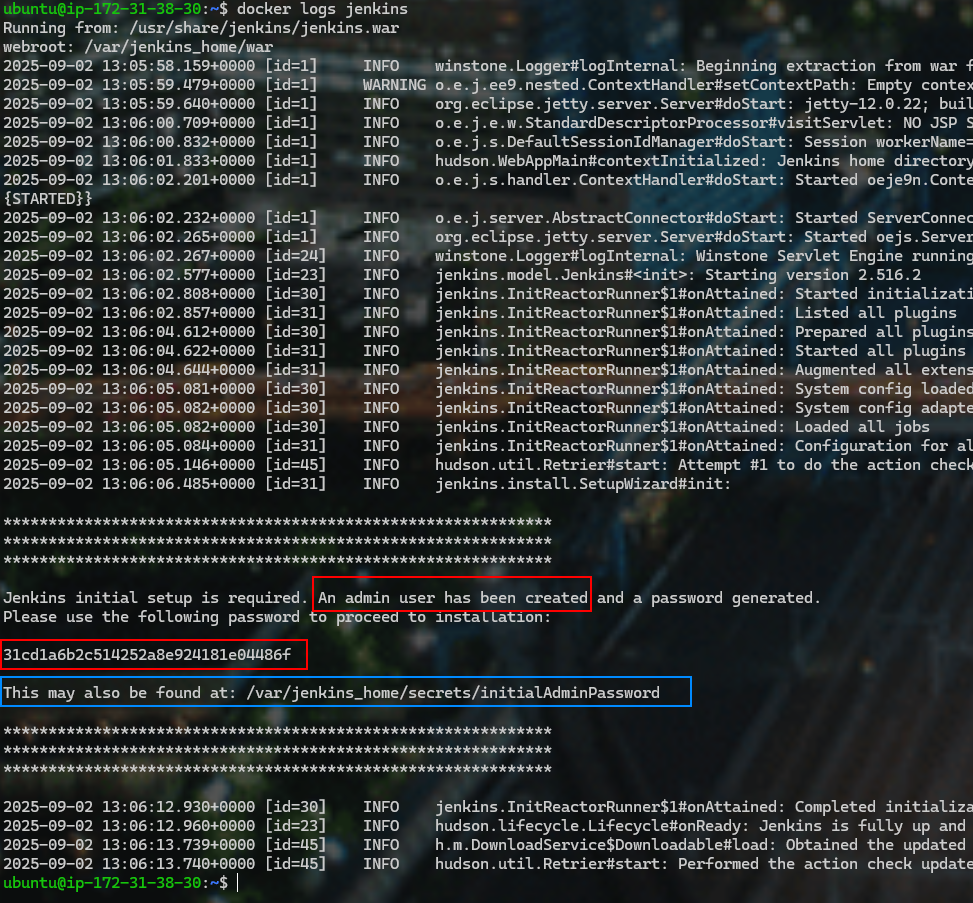 ubuntu@ip-172-31-38-30:~$ docker logs jenkins
Running from: /usr/share/jenkins/jenkins.war
webroot: /var/jenkins_home/war
2025-09-02 13:05:58.159+0000 [id=1]     INFO    winstone.Logger#logInternal: Beginning extraction from war f
2025-09-02 13:05:59.479+0000 [id=1]     WARNING o.e.j.ee9.nested.ContextHandler#setContextPath: Empty contex
2025-09-02 13:05:59.640+0000 [id=1]     INFO    org.eclipse.jetty.server.Server#doStart: jetty-12.0.22; buil
2025-09-02 13:06:00.709+0000 [id=1]     INFO    o.e.j.e.w.StandardDescriptorProcessor#visitServlet: NO JSP S
2025-09-02 13:06:00.832+0000 [id=1]     INFO    o.e.j.s.DefaultSessionIdManager#doStart: Session workerName=
2025-09-02 13:06:01.833+0000 [id=1]     INFO    hudson.WebAppMain#contextInitialized: Jenkins home directory
2025-09-02 13:06:02.201+0000 [id=1]     INFO    o.e.j.s.handler.ContextHandler#doStart: Started oeje9n.Conte
{STARTED}}
2025-09-02 13:06:02.232+0000 [id=1]     INFO    o.e.j.server.AbstractConnector#doStart: Started ServerConnec
2025-09-02 13:06:02.265+0000 [id=1]     INFO    org.eclipse.jetty.server.Server#doStart: Started oejs.Server
2025-09-02 13:06:02.267+0000 [id=24]    INFO    winstone.Logger#logInternal: Winstone Servlet Engine running
2025-09-02 13:06:02.577+0000 [id=23]    INFO    jenkins.model.Jenkins#<init>: Starting version 2.516.2
2025-09-02 13:06:02.808+0000 [id=30]    INFO    jenkins.InitReactorRunner$1#onAttained: Started initializati
2025-09-02 13:06:02.857+0000 [id=31]    INFO    jenkins.InitReactorRunner$1#onAttained: Listed all plugins
2025-09-02 13:06:04.612+0000 [id=30]    INFO    jenkins.InitReactorRunner$1#onAttained: Prepared all plugins
2025-09-02 13:06:04.622+0000 [id=31]    INFO    jenkins.InitReactorRunner$1#onAttained: Started all plugins
2025-09-02 13:06:04.644+0000 [id=31]    INFO    jenkins.InitReactorRunner$1#onAttained: Augmented all extens
2025-09-02 13:06:05.081+0000 [id=30]    INFO    jenkins.InitReactorRunner$1#onAttained: System config loaded
2025-09-02 13:06:05.082+0000 [id=30]    INFO    jenkins.InitReactorRunner$1#onAttained: System config adapte
2025-09-02 13:06:05.082+0000 [id=30]    INFO    jenkins.InitReactorRunner$1#onAttained: Loaded all jobs
2025-09-02 13:06:05.084+0000 [id=31]    INFO    jenkins.InitReactorRunner$1#onAttained: Configuration for al
2025-09-02 13:06:05.146+0000 [id=45]    INFO    hudson.util.Retrier#start: Attempt #1 to do the action check
2025-09-02 13:06:06.485+0000 [id=31]    INFO    jenkins.install.SetupWizard#init:
*************************************************************
*************************************************************
*************************************************************
Jenkins initial setup is required. An admin user has been created and a password generated.
Please use the following password to proceed to installation:
31cd1a6b2c514252a8e924181e04486f
This may also be found at: /var/jenkins_home/secrets/initialAdminPassword
*************************************************************
*************************************************************
*************************************************************
2025-09-02 13:06:12.930+0000 [id=30]    INFO    jenkins.InitReactorRunner$1#onAttained: Completed initializa
2025-09-02 13:06:12.960+0000 [id=23]    INFO    hudson.lifecycle.Lifecycle#onReady: Jenkins is fully up and
2025-09-02 13:06:13.739+0000 [id=45]    INFO    h.m.DownloadService$Downloadable#load: Obtained the updated
2025-09-02 13:06:13.740+0000 [id=45]    INFO    hudson.util.Retrier#start: Performed the action check update
ubuntu@ip-172-31-38-30:~$